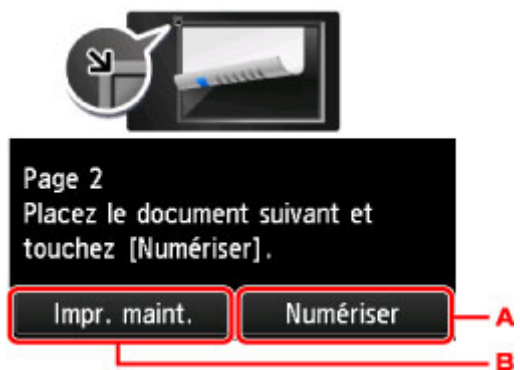 Page 2
Placez le document suivant et
touchez [Numériser].
Impr. maint. Numériser A
B